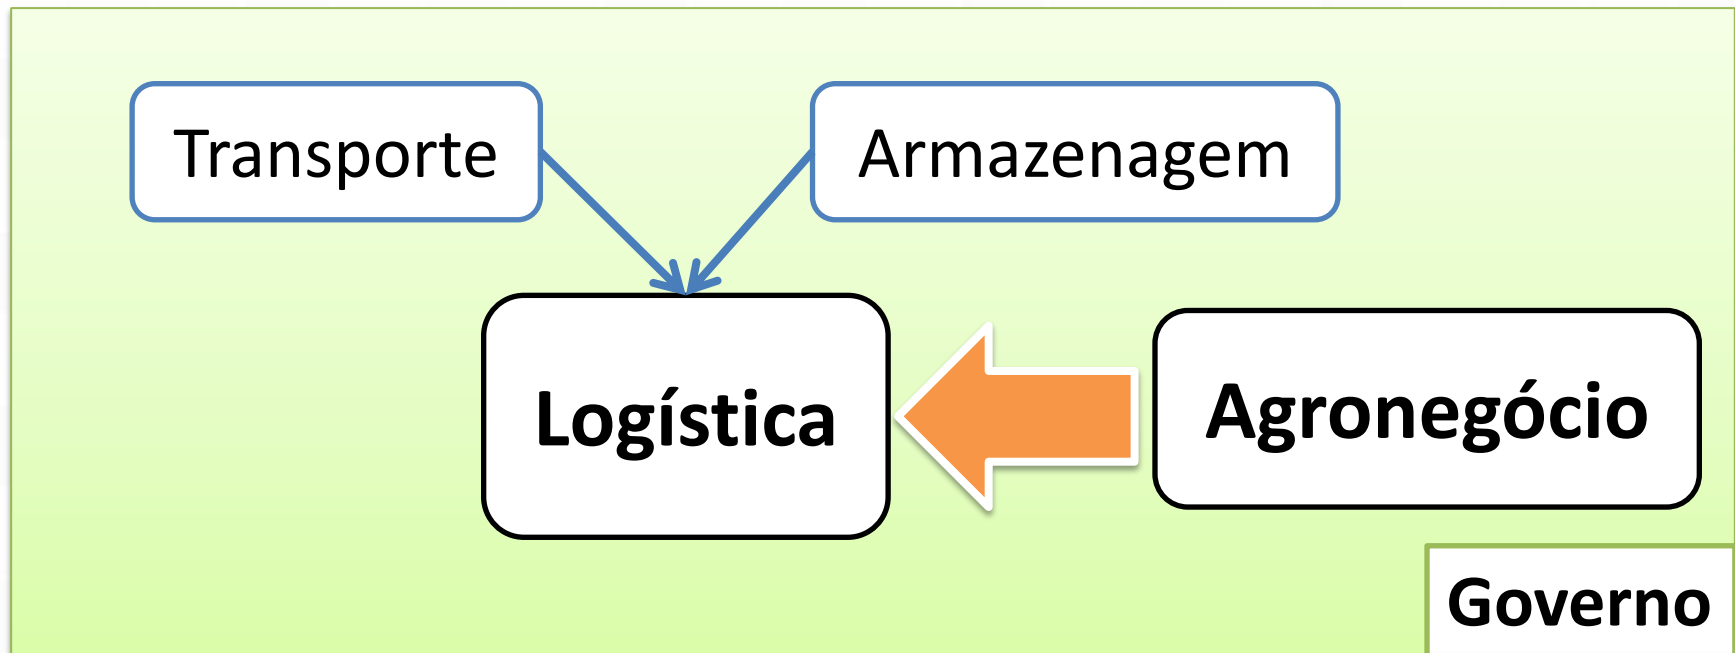 Transporte
Armazenagem
Logística
Agronegócio
Governo